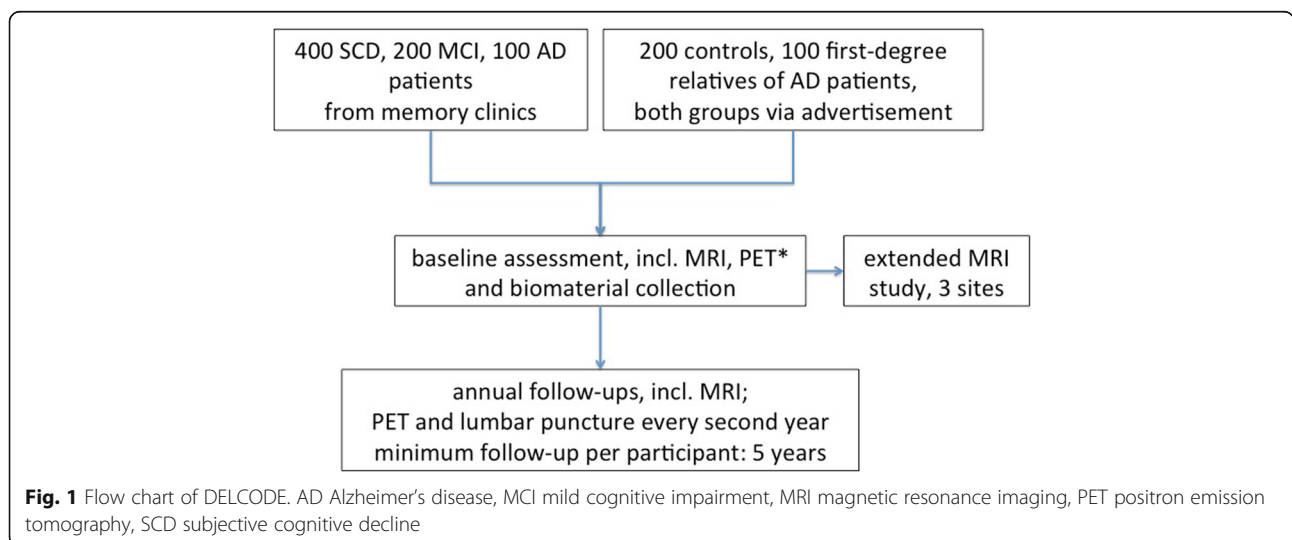 400 SCD, 200 MCI, 100 AD
patients
from memory clinics
200 controls, 100 first-degree
relatives of AD patients,
both groups via advertisement
baseline assessment, incl. MRI, PET*
and biomaterial collection
extended MRI
study, 3 sites
annual follow-ups, incl. MRI;
PET and lumbar puncture every second year
minimum follow-up per participant: 5 years
Fig. 1 Flow chart of DELCODE. AD Alzheimer's disease, MCI mild cognitive impairment, MRI magnetic resonance imaging, PET positron emission
tomography, SCD subjective cognitive decline